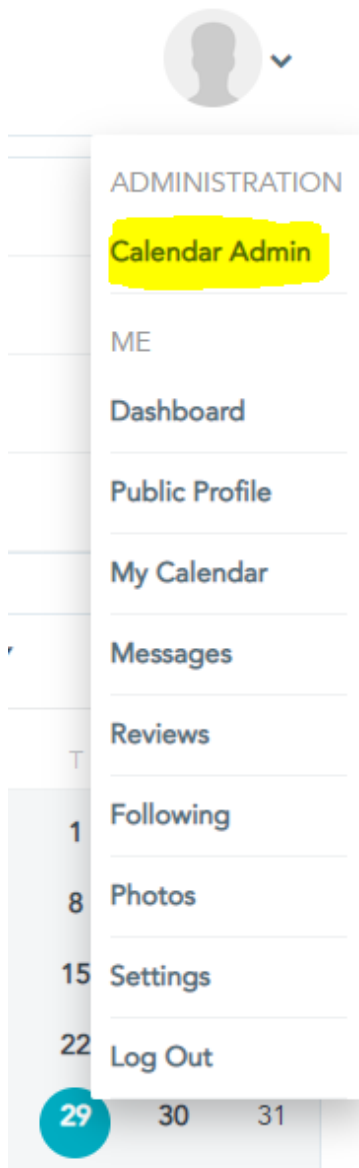 ADMINISTRATION
Calendar Admin
ME
Dashboard
Public Profile
My Calendar
Messages
Reviews
T
Following
1
Photos
8
15
Settings
22
Log Out
29 30 31